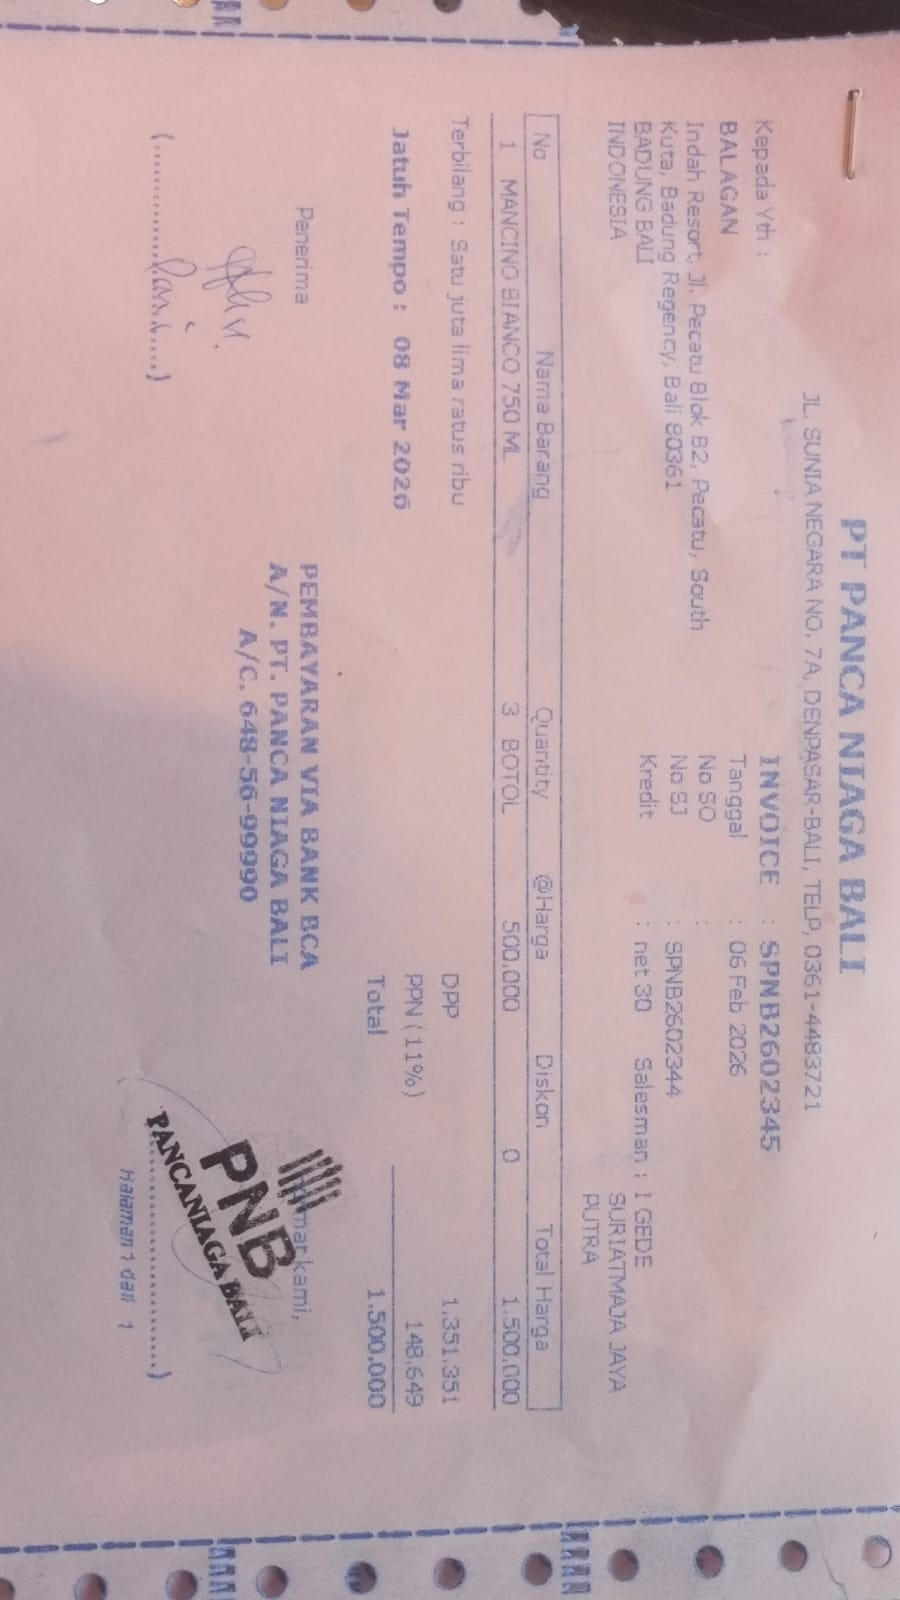 PT PANCA NIAGA BALI
JL. SUNIA NEGARA NO. 7A, DENPASAR-BALI, TELP, 0361-4483721
Kepada Yth :
BALAGAN
Indah Resort, Jl. Pecatu Blok B2, Pecatu, South
Kuta, Badung Regency, Bali 80361
BADUNG BALI
INDONESIA
INVOICE : SPNB2602345
Tanggal : 06 Feb 2026
No SO :
No SJ : SPNB2602344
Kredit : net 30 Salesman : I GEDE
SURIATMAJA JAYA
PUTRA
No Nama Barang Quantity @Harga Diskon Total Harga
1 MANCINO BIANCO 750 ML 3 BOTOL 500.000 0 1.500.000
Terbilang : Satu juta lima ratus ribu
DPP 1.351.351
PPN (11%) 148.649
Total 1.500.000
Jatuh Tempo : 08 Mar 2026
Penerima
PEMBAYARAN VIA BANK BCA
A/N. PT. PANCA NIAGA BALI
A/C. 648-56-99990
kami,
PNB
PANCANIAGA BALI
Halaman 1 dari 1